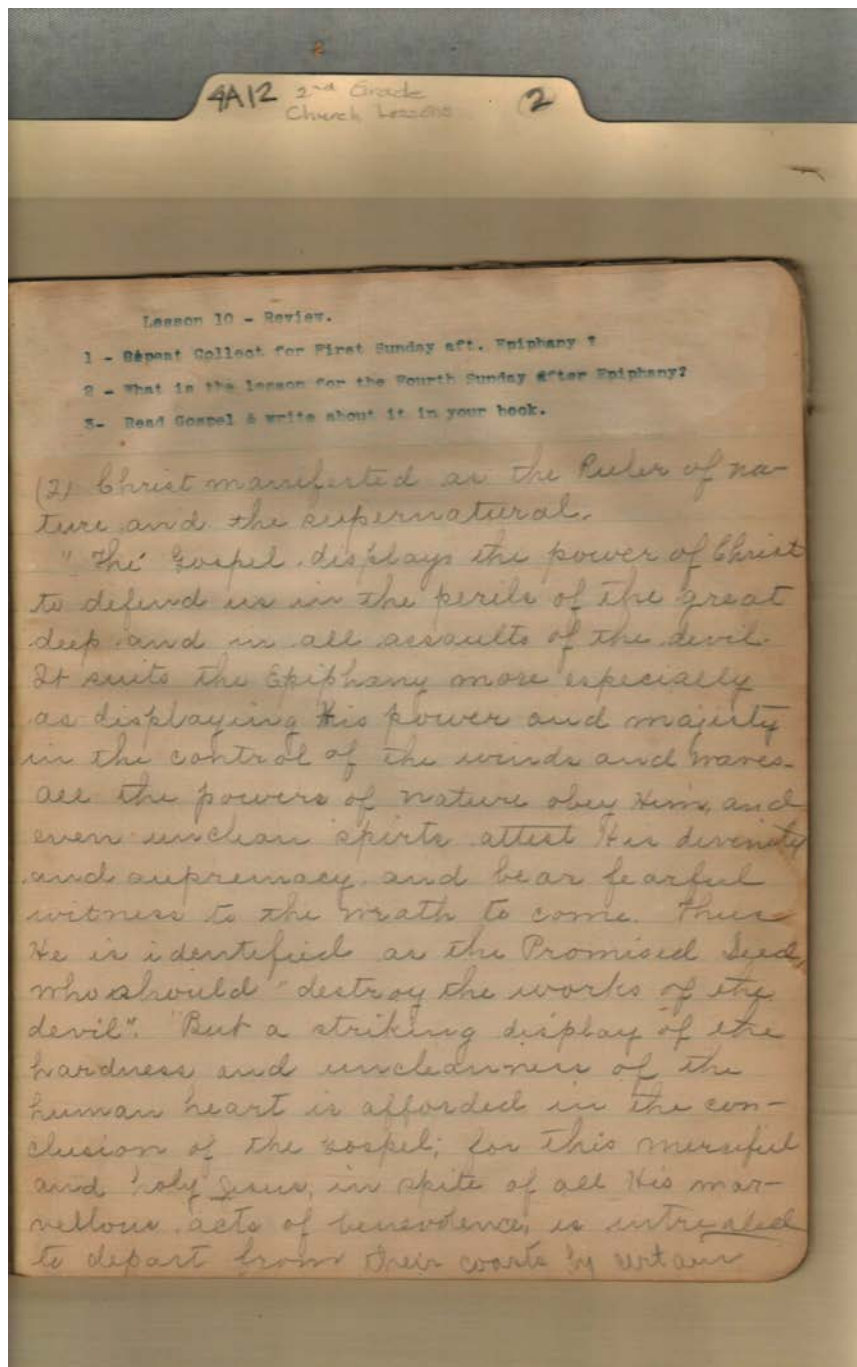 4A12 2nd Grade
Church Lessons
2
Lesson 10 - Review.
1 - Repeat Collect for First Sunday aft. Epiphany ?
2 - What is the lesson for the Fourth Sunday after Epiphany?
3- Read Gospel & write about it in your book.
(2) Christ manifested as the Ruler of na-
ture and the supernatural.
"The Gospel displays the power of Christ
to defend us in the perils of the great
deep and in all assaults of the devil.
It suits the Epiphany more especially
as displaying His power and majesty
in the control of the winds and waves-
all the powers of nature obey Him, and
even unclean spirts attest His divinity
and supremacy and bear fearful
witness to the wrath to come. Thus
He is identified as the Promised Seed,
who should "destroy the works of the
devil". But a striking display of the
hardness and uncleanness of the
human heart is afforded in the con-
clusion of the Gospel; for this merciful
and holy Jesus, in spite of all His mar-
vellous acts of benevolence, is intreated
to depart from their coasts by certain